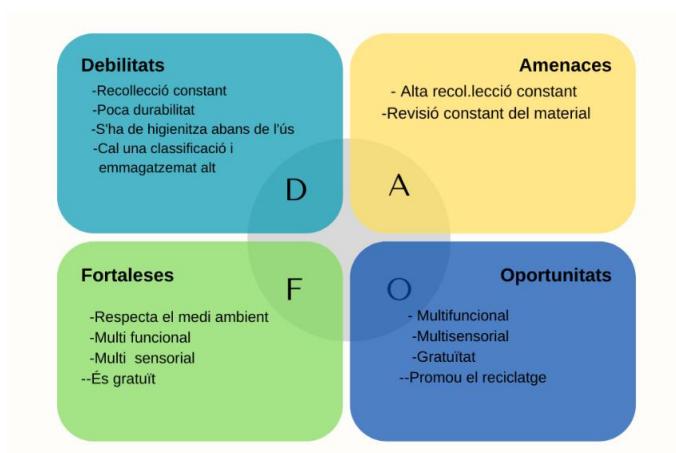 Debilitats
-Recollecció constant
-Poca durabilitat
-S'ha de higienitza abans de l'ús
-Cal una classificació i
emmagatzemat alt
D
Amenaces
- Alta recol.lecció constant
-Revisió constant del material
A
Fortaleses
-Respecta el medi ambient
-Multi funcional
-Multi  sensorial
--És gratuït
F
Oportunitats
- Multifuncional
-Multisensorial
-Gratuïtat
--Promou el reciclatge
O